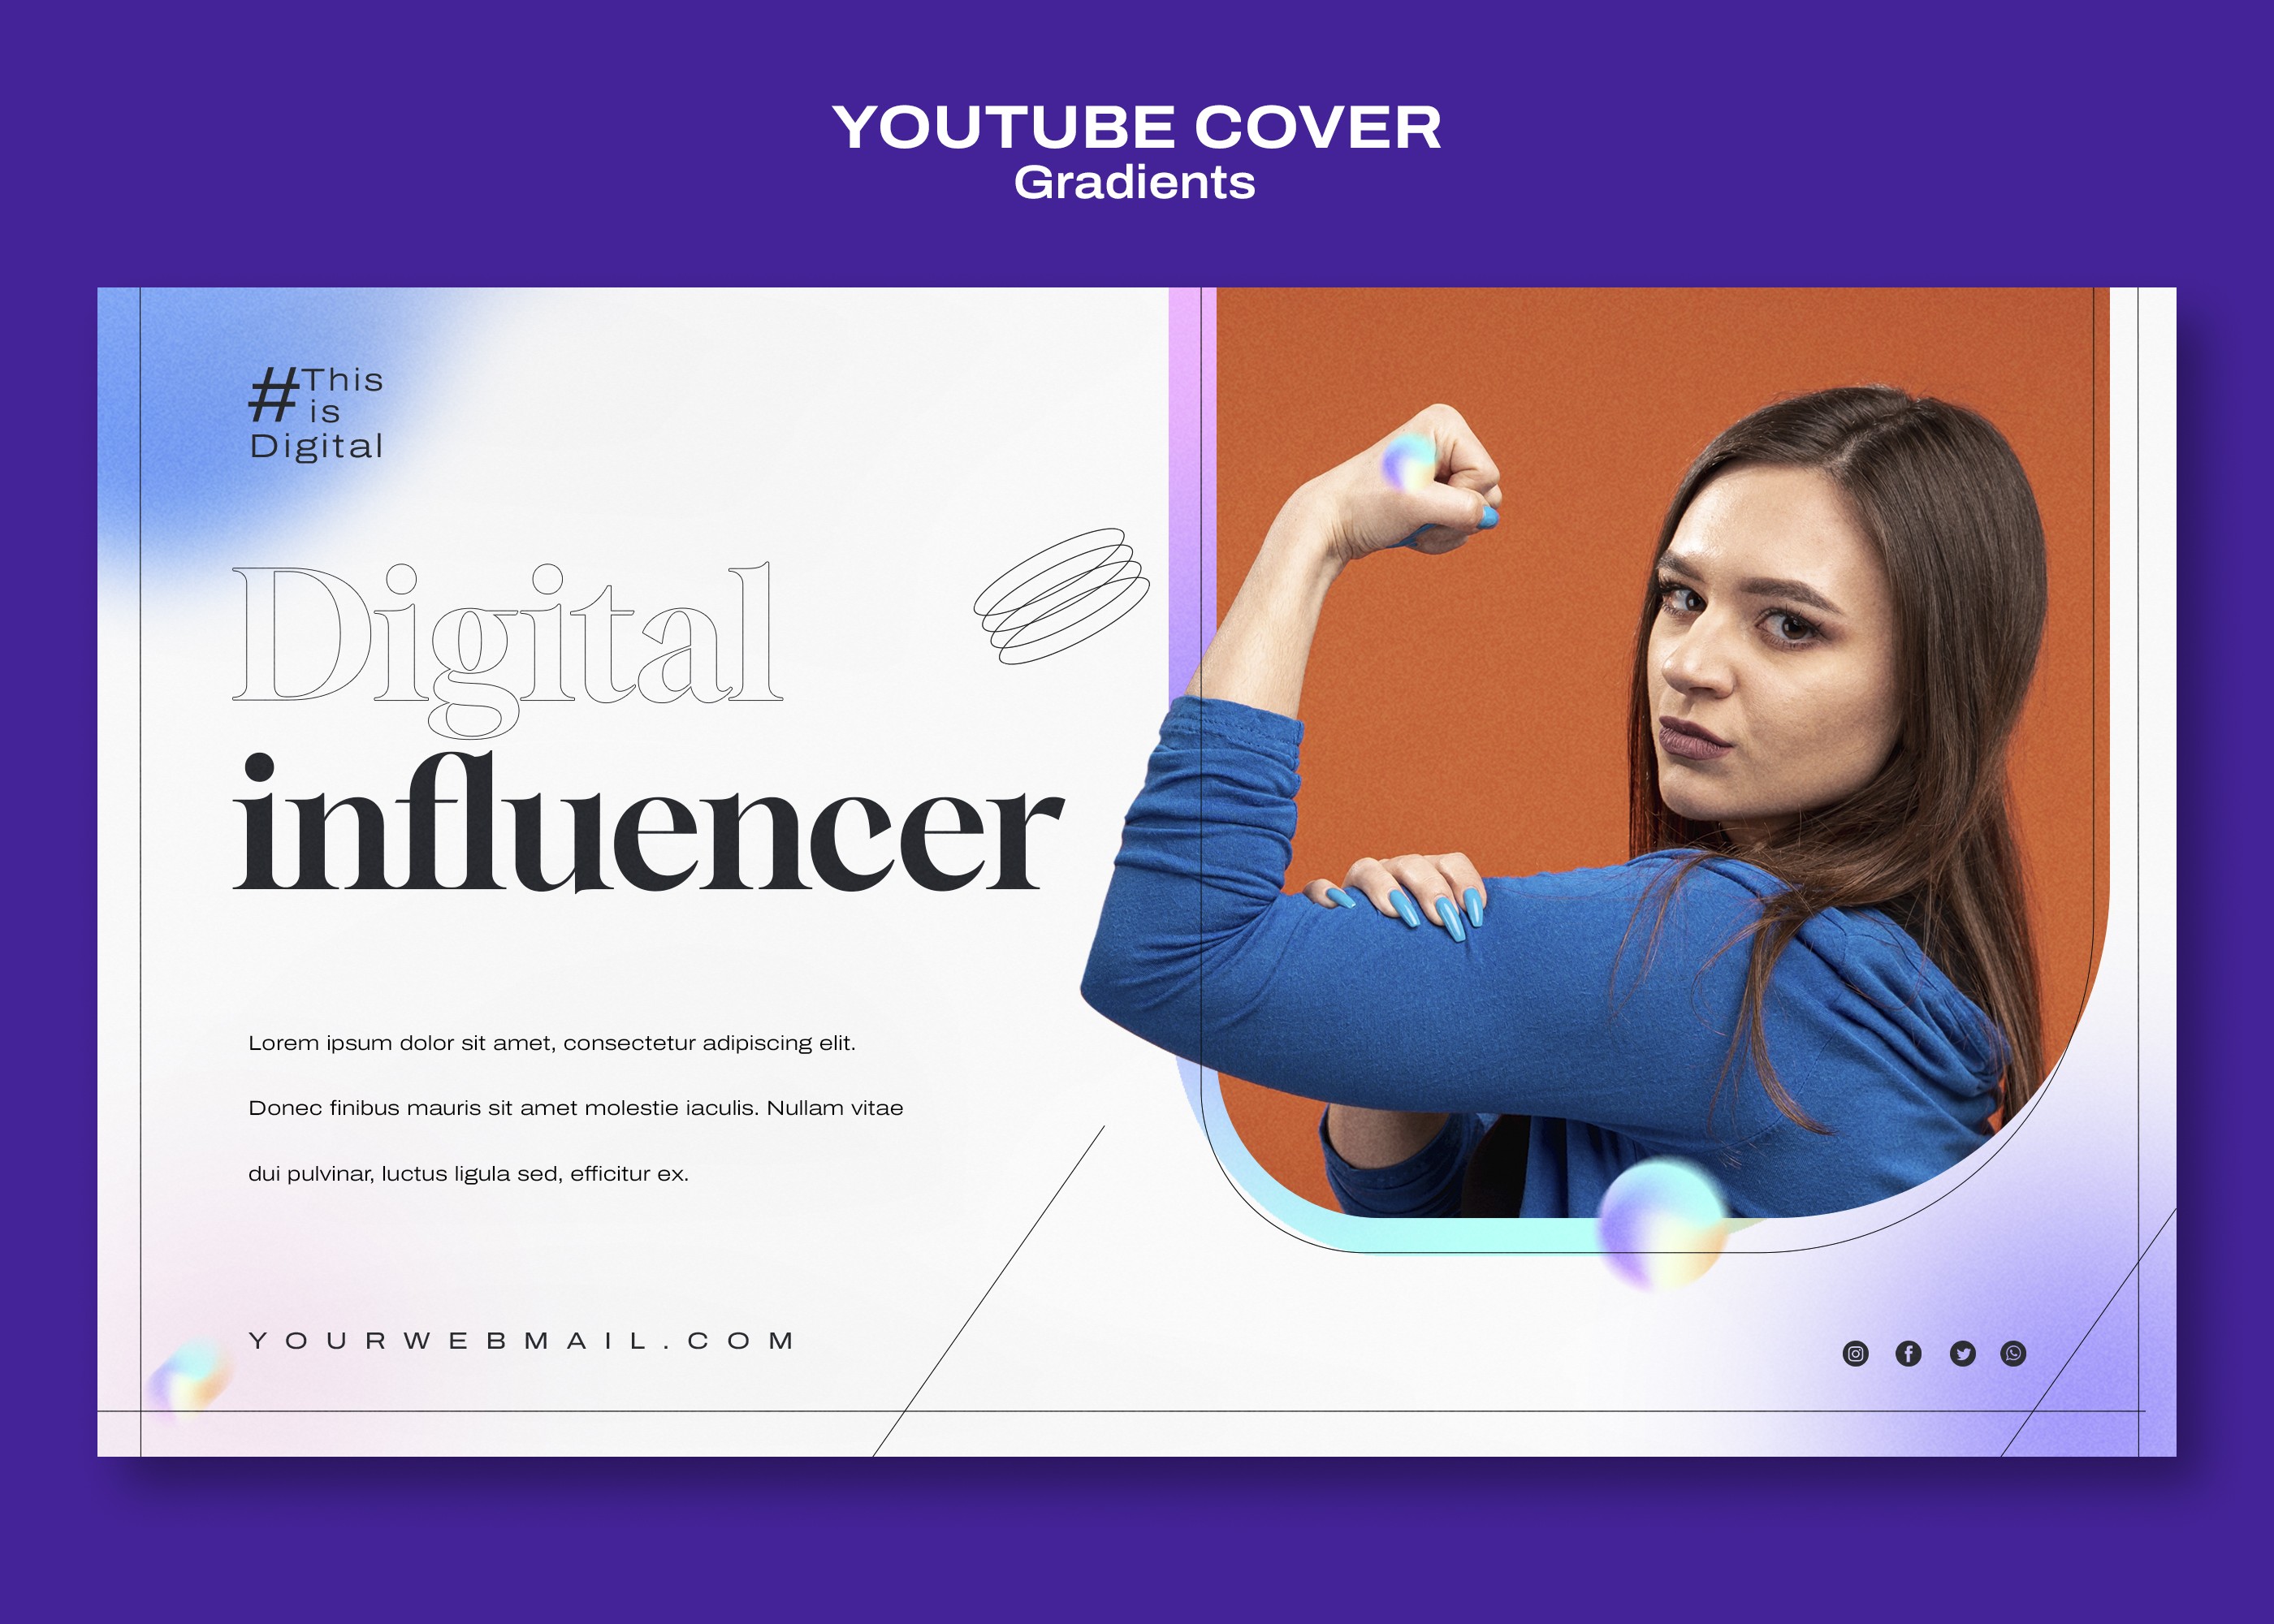 YOUTUBE COVER
Gradients
#This
is
Digital
Digital
influencer
Lorem ipsum dolor sit amet, consectetur adipiscing elit.
Donec finibus mauris sit amet molestie iaculis. Nullam vitae
dui pulvinar, luctus ligula sed, efficitur ex.
YOURWEBMAIL.COM